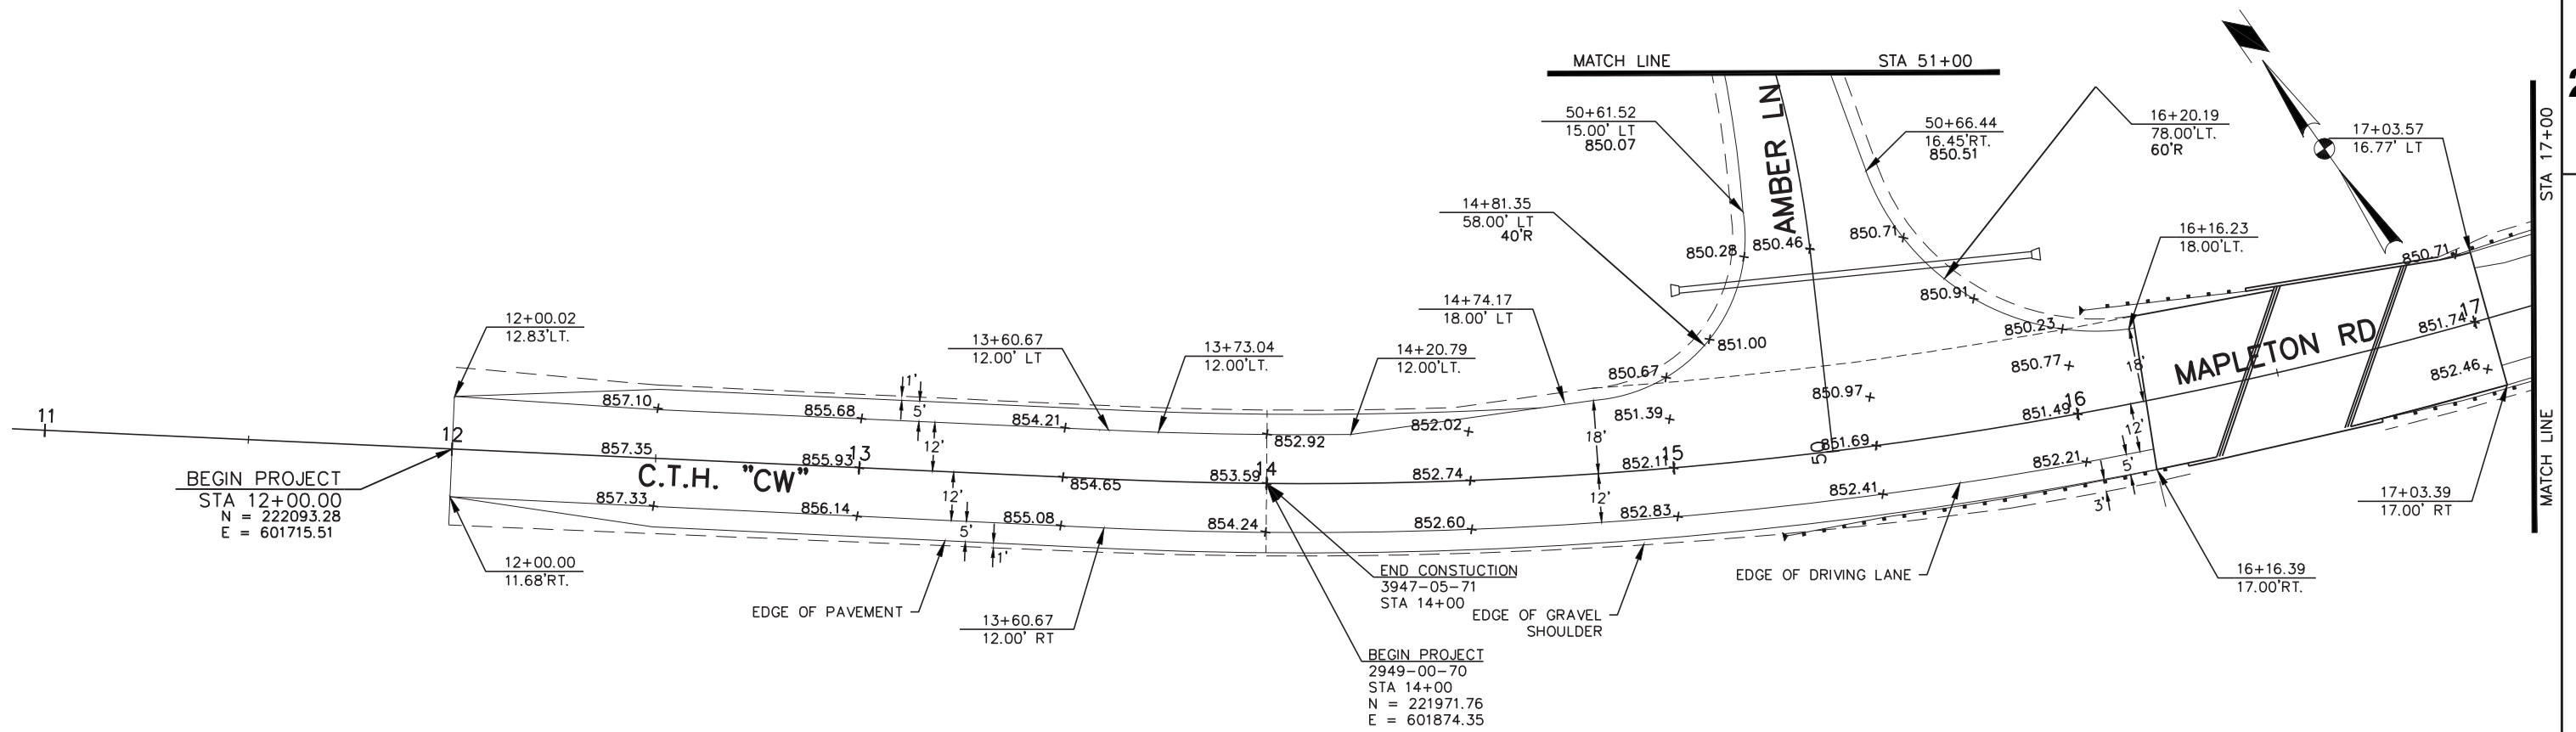 MATCH LINE STA 51+00
50+61.52
15.00' LT
850.07
AMBER LN
50+66.44
16.45'RT.
850.51
16+20.19
78.00'LT.
60'R
17+03.57
16.77' LT
STA 17+00
MATCH LINE
14+81.35
58.00' LT
40'R
850.28
850.46
850.71
16+16.23
18.00'LT.
850.71
850.91
14+74.17
18.00' LT
12+00.02
12.83'LT.
13+60.67
12.00' LT
13+73.04
12.00'LT.
14+20.79
12.00'LT.
851.00
850.23
18'
MAPLETON RD
851.74
17
850.67
850.77
852.46
11
857.10
1'
5'
855.68
854.21
852.92
852.02
851.39
850.97
851.49
16
12
857.35
855.93
13
12'
853.59
14
852.74
18'
852.11
15
50
851.69
12'
BEGIN PROJECT
STA 12+00.00
N = 222093.28
E = 601715.51
C.T.H. "CW"
854.65
852.21
5'
3'
857.33
856.14
12'
5'
1'
855.08
854.24
852.60
12'
852.83
852.41
17+03.39
17.00' RT
12+00.00
11.68'RT.
EDGE OF PAVEMENT
13+60.67
12.00' RT
END CONSTUCTION
3947-05-71
STA 14+00
EDGE OF GRAVEL
SHOULDER
EDGE OF DRIVING LANE
16+16.39
17.00'RT.
BEGIN PROJECT
2949-00-70
STA 14+00
N = 221971.76
E = 601874.35